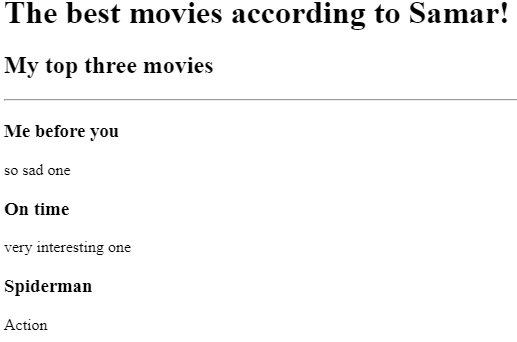 The best movies according to Samar!
My top three movies
Me before you
so sad one
On time
very interesting one
Spiderman
Action